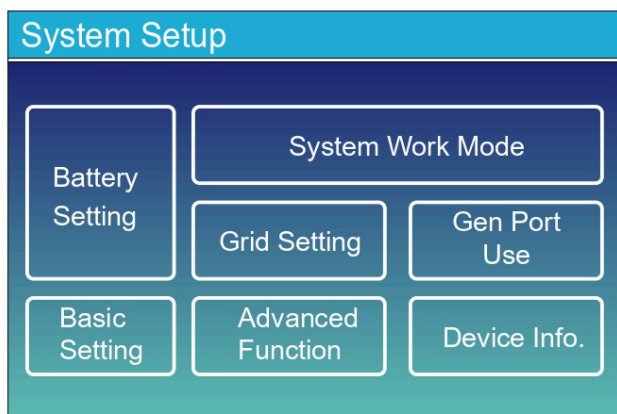 System Setup
Battery
Setting
System Work Mode
Grid Setting
Gen Port
Use
Basic
Setting
Advanced
Function
Device Info.